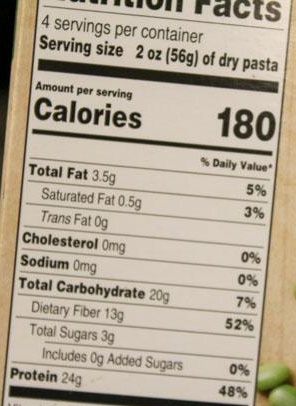 Nutrition Facts
4 servings per container
Serving size 2 oz (56g) of dry pasta
Amount per serving
Calories 180
% Daily Value*
Total Fat 3.5g 5%
Saturated Fat 0.5g 3%
Trans Fat 0g
Cholesterol 0mg 0%
Sodium 0mg 0%
Total Carbohydrate 20g 7%
Dietary Fiber 13g 52%
Total Sugars 3g
Includes 0g Added Sugars 0%
Protein 24g 48%